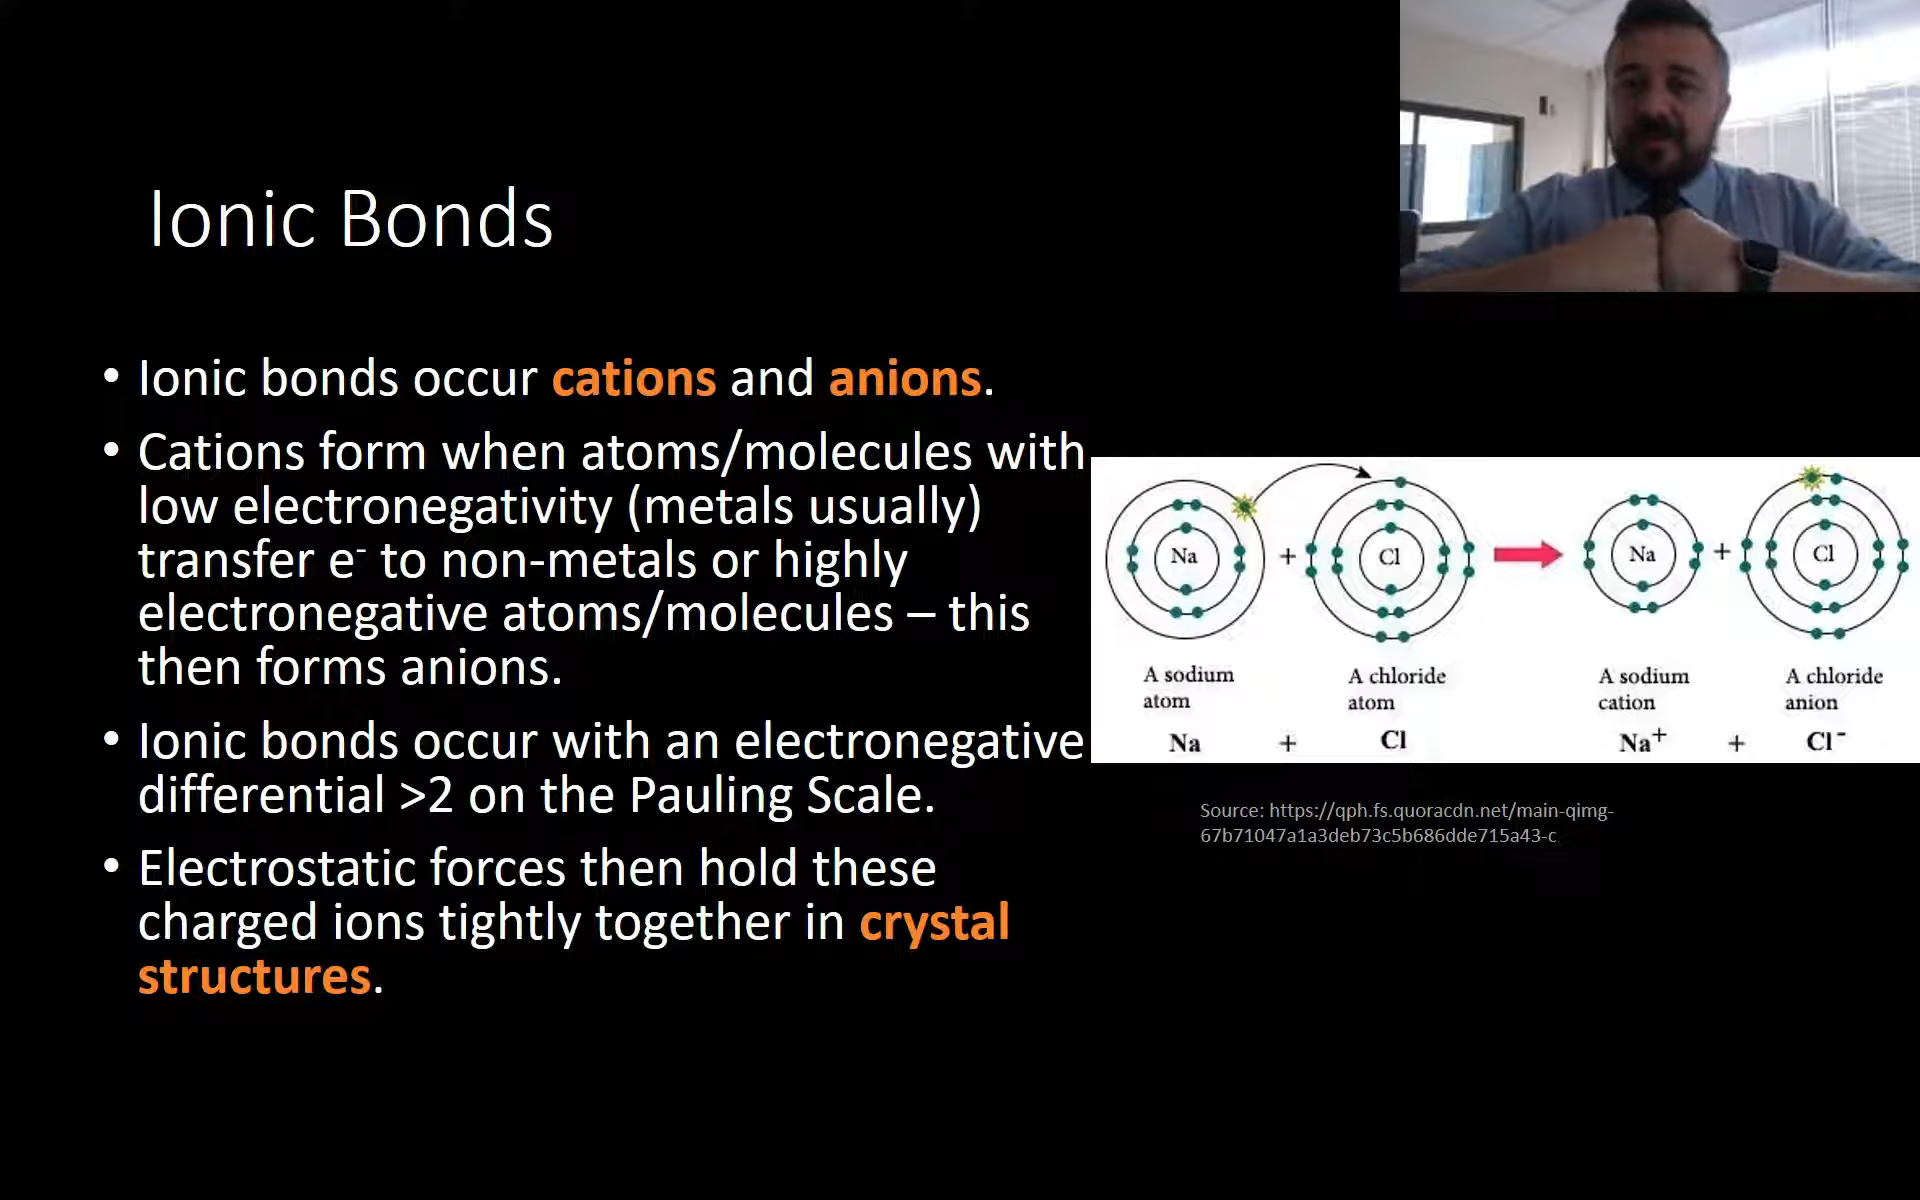 Ionic Bonds
• Ionic bonds occur cations and anions.
• Cations form when atoms/molecules with
low electronegativity (metals usually)
transfer e⁻ to non-metals or highly
electronegative atoms/molecules – this
then forms anions.
• Ionic bonds occur with an electronegative
differential >2 on the Pauling Scale.
• Electrostatic forces then hold these
charged ions tightly together in crystal
structures.
Na + Cl Na + Cl
A sodium A chloride A sodium A chloride
atom atom cation anion
Na + Cl Na⁺ + Cl⁻
Source: https://qph.fs.quoracdn.net/main-qimg-
67b71047a1a3deb73c5b686dde715a43-c